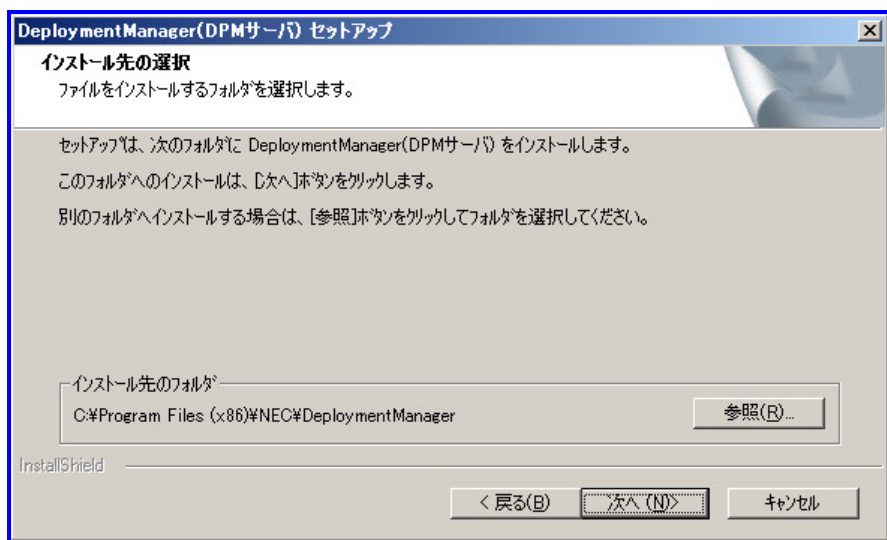 DeploymentManager(DPMサーバ) セットアップ
インストール先の選択
ファイルをインストールするフォルダを選択します。
セットアップは、次のフォルダに DeploymentManager(DPMサーバ) をインストールします。
このフォルダへのインストールは、[次へ]ボタンをクリックします。
別のフォルダへインストールする場合は、[参照]ボタンをクリックしてフォルダを選択してください。
インストール先のフォルダ
C:¥Program Files (x86)¥NEC¥DeploymentManager
参照(R)...
InstallShield
< 戻る(B)
次へ (N)>
キャンセル